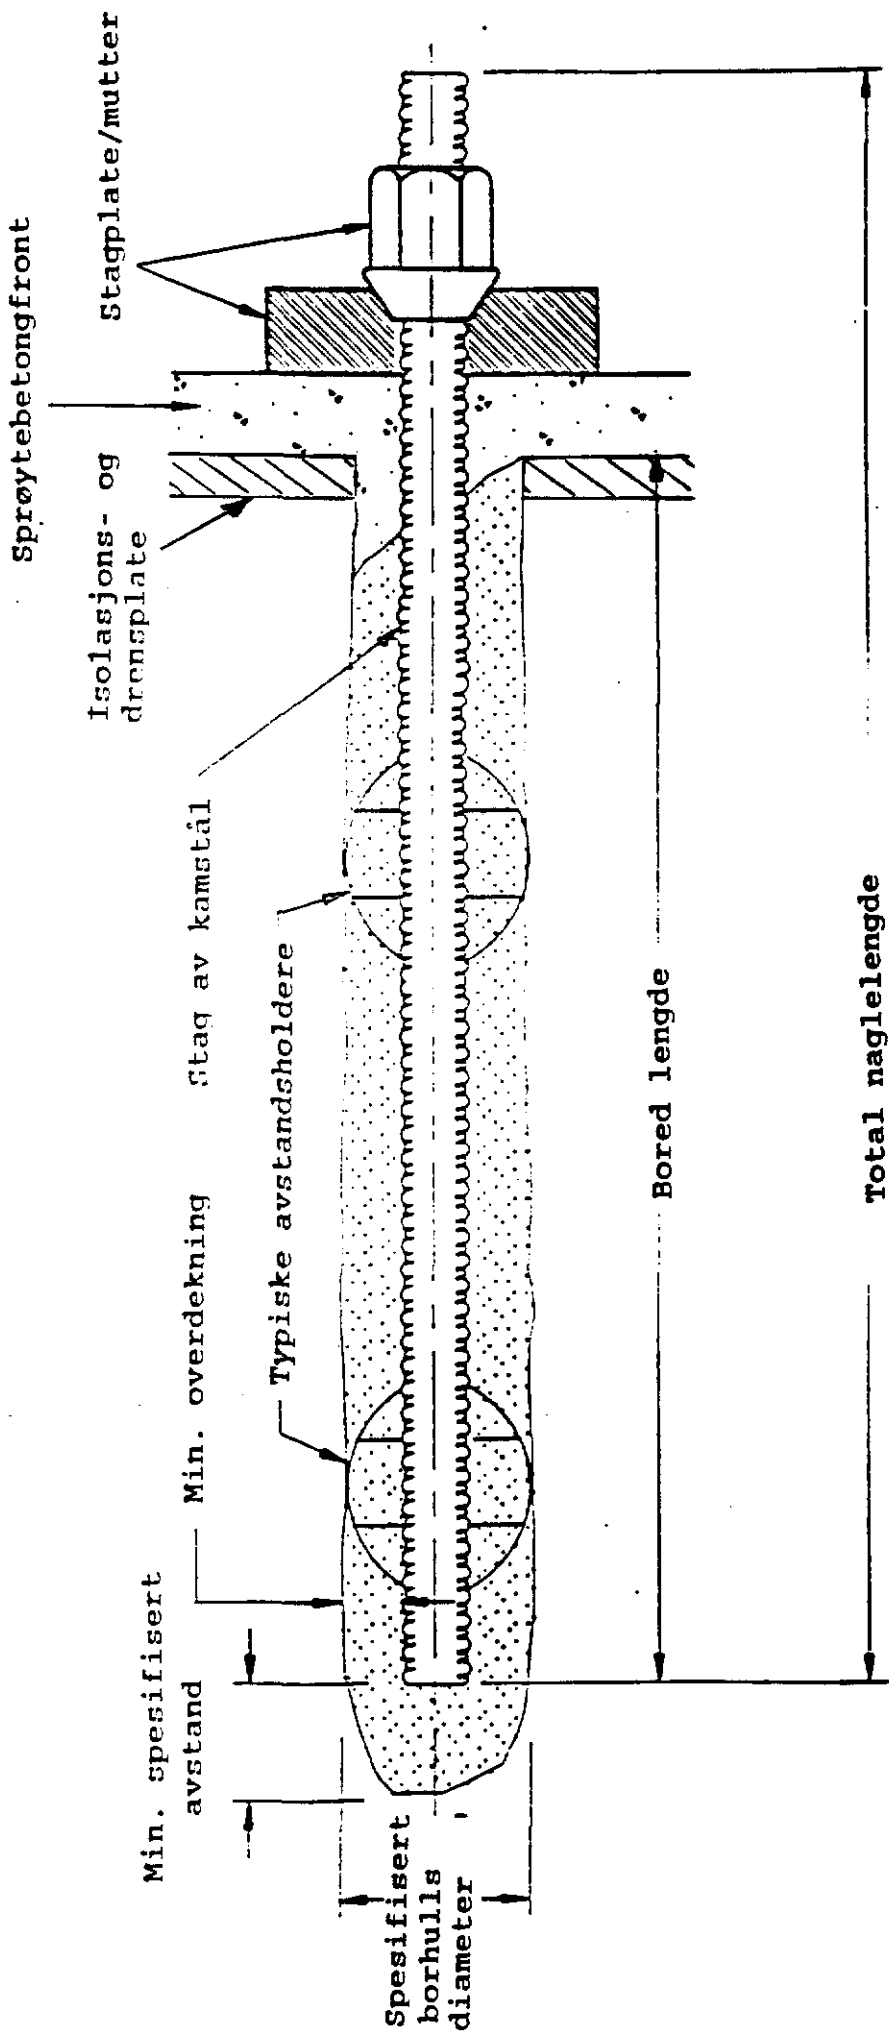 Sprøytebetongfront
Stagplate/mutter
Isolasjons- og
drensplate
Stag av kamstål
Typiske avstandsholdere
Min. overdekning
Min. spesifisert
avstand
Spesifisert
borhulls
diameter
Bored lengde
Total naglelengde